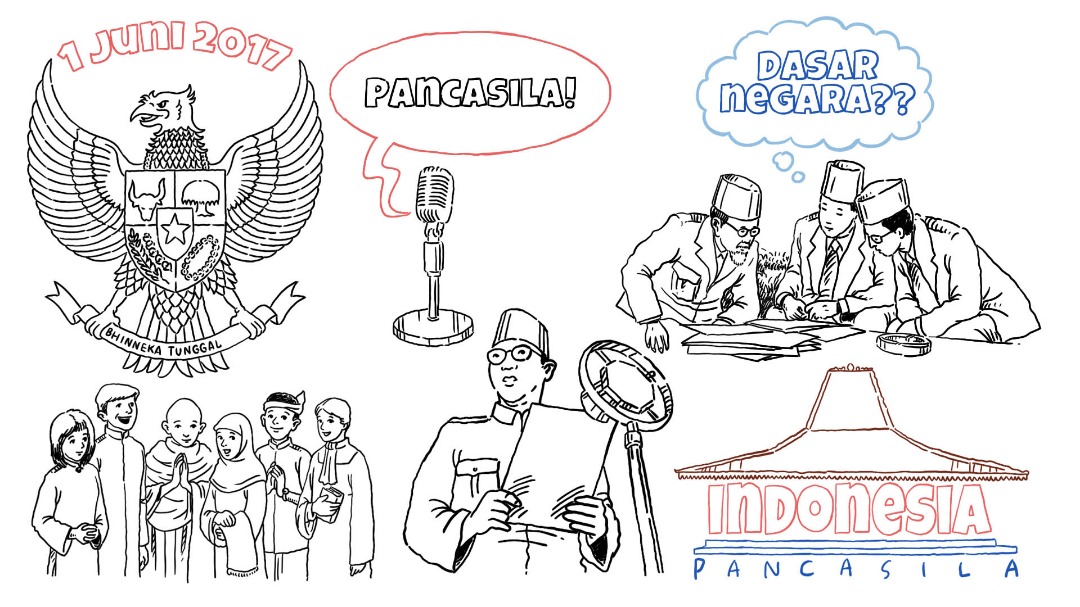 1 JUNI 2017
PANCASILA!
DASAR
NEGARA??
BHINNEKA TUNGGAL
INDONESIA
PANCASILA